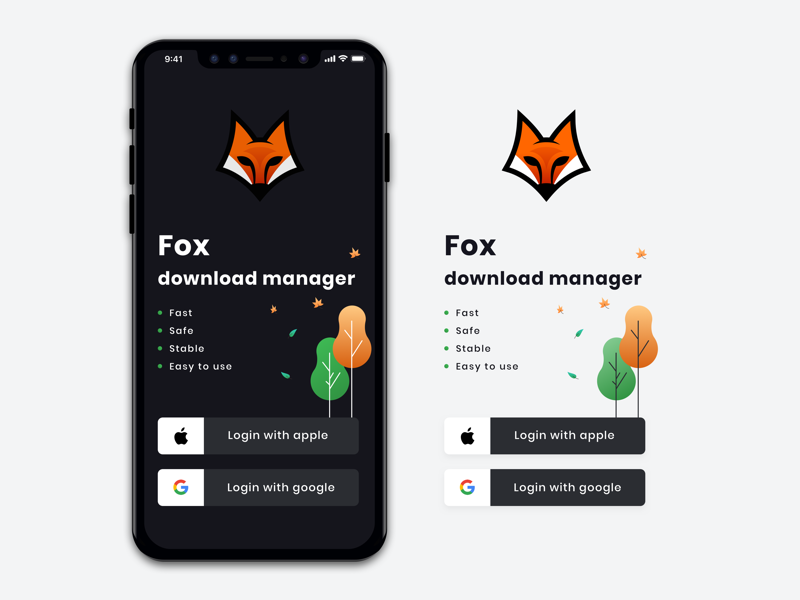 9:41
Fox
download manager
Fast
Safe
Stable
Easy to use
Login with apple
Login with google
Fox
download manager
Fast
Safe
Stable
Easy to use
Login with apple
Login with google